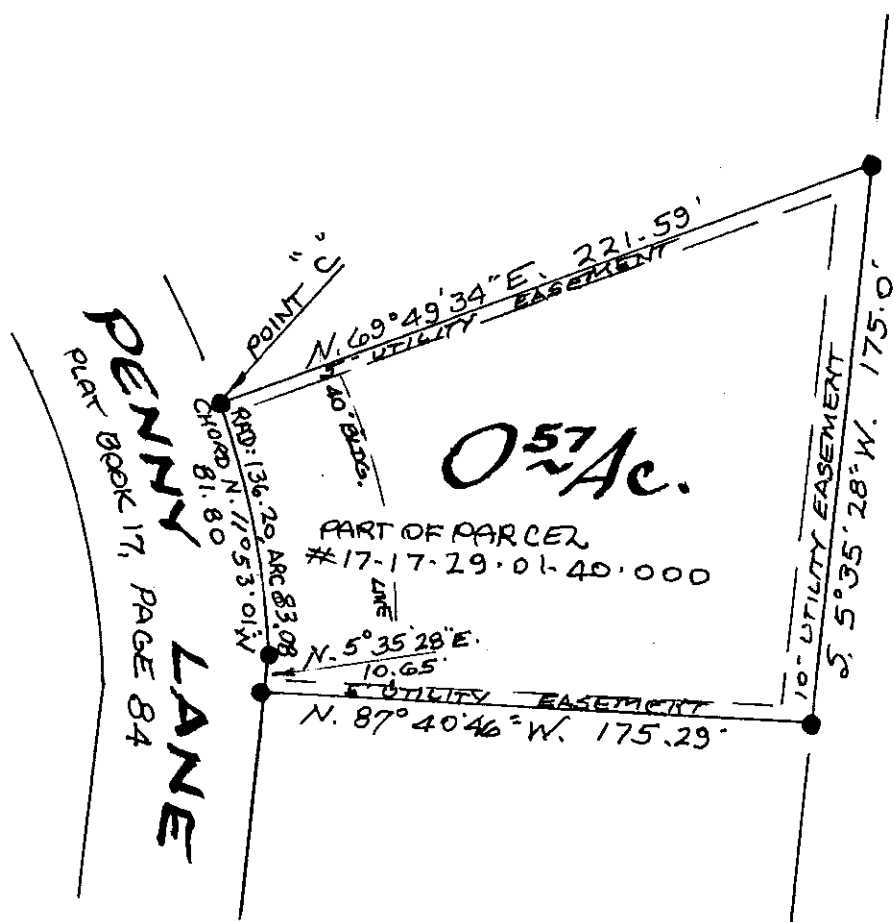 POINT "C"
N. 69°49'34" E. 221.59'
5' UTILITY EASEMENT
PENNY LANE
PLAT BOOK 17, PAGE 84
RAD: 136.20, ARC 83.08
CHORD N. 11°53'01" W
81.80
40' BLDG. LINE
0.57 Ac.
PART OF PARCEL
#17-17-29-01-40.000
10' UTILITY EASEMENT
S. 5°35'28" W. 175.0'
N. 5°35'28" E.
10.65'
5' UTILITY EASEMENT
N. 87°40'46" W. 175.29'